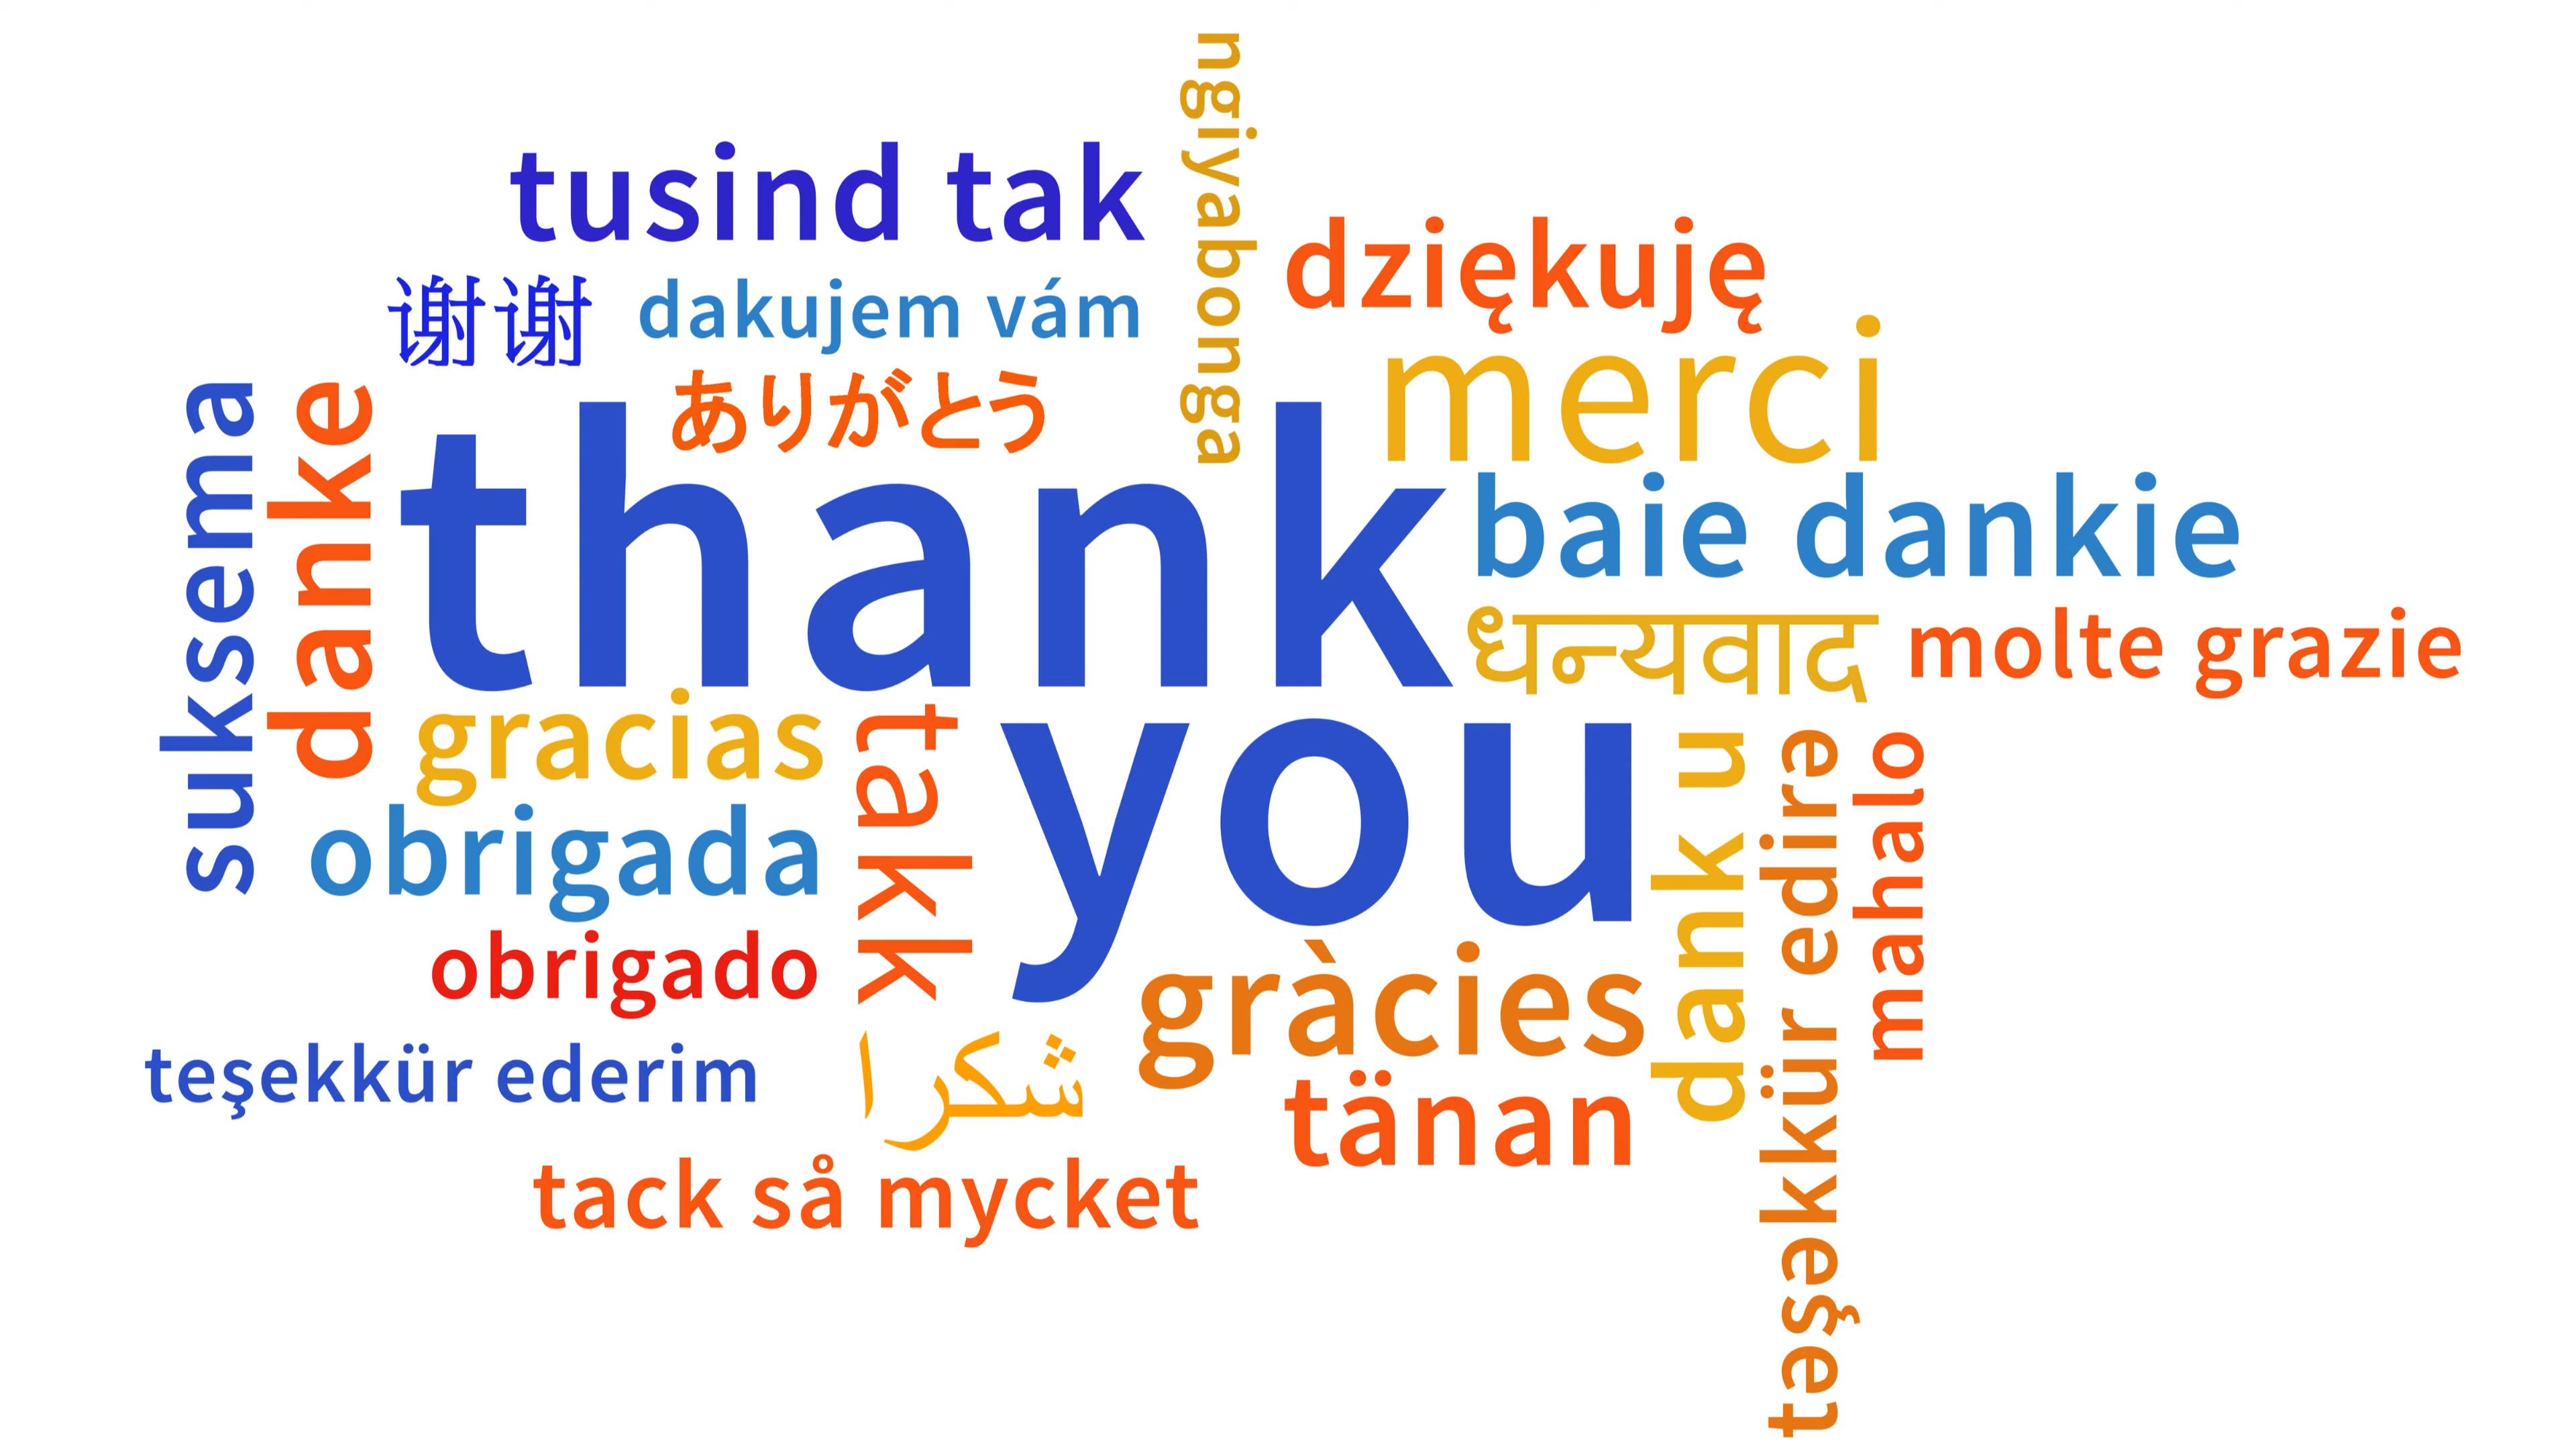 ngiyabonga
tusind tak
dziękuję
谢谢
dakujem vám
merci
ありがとう
suksema
danke
thank
baie dankie
धन्यवाद
molte grazie
gracias
takk
you
dank u
teşekkür edire
mahalo
obrigada
obrigado
gràcies
teşekkür ederim
شكرا
tänan
tack så mycket